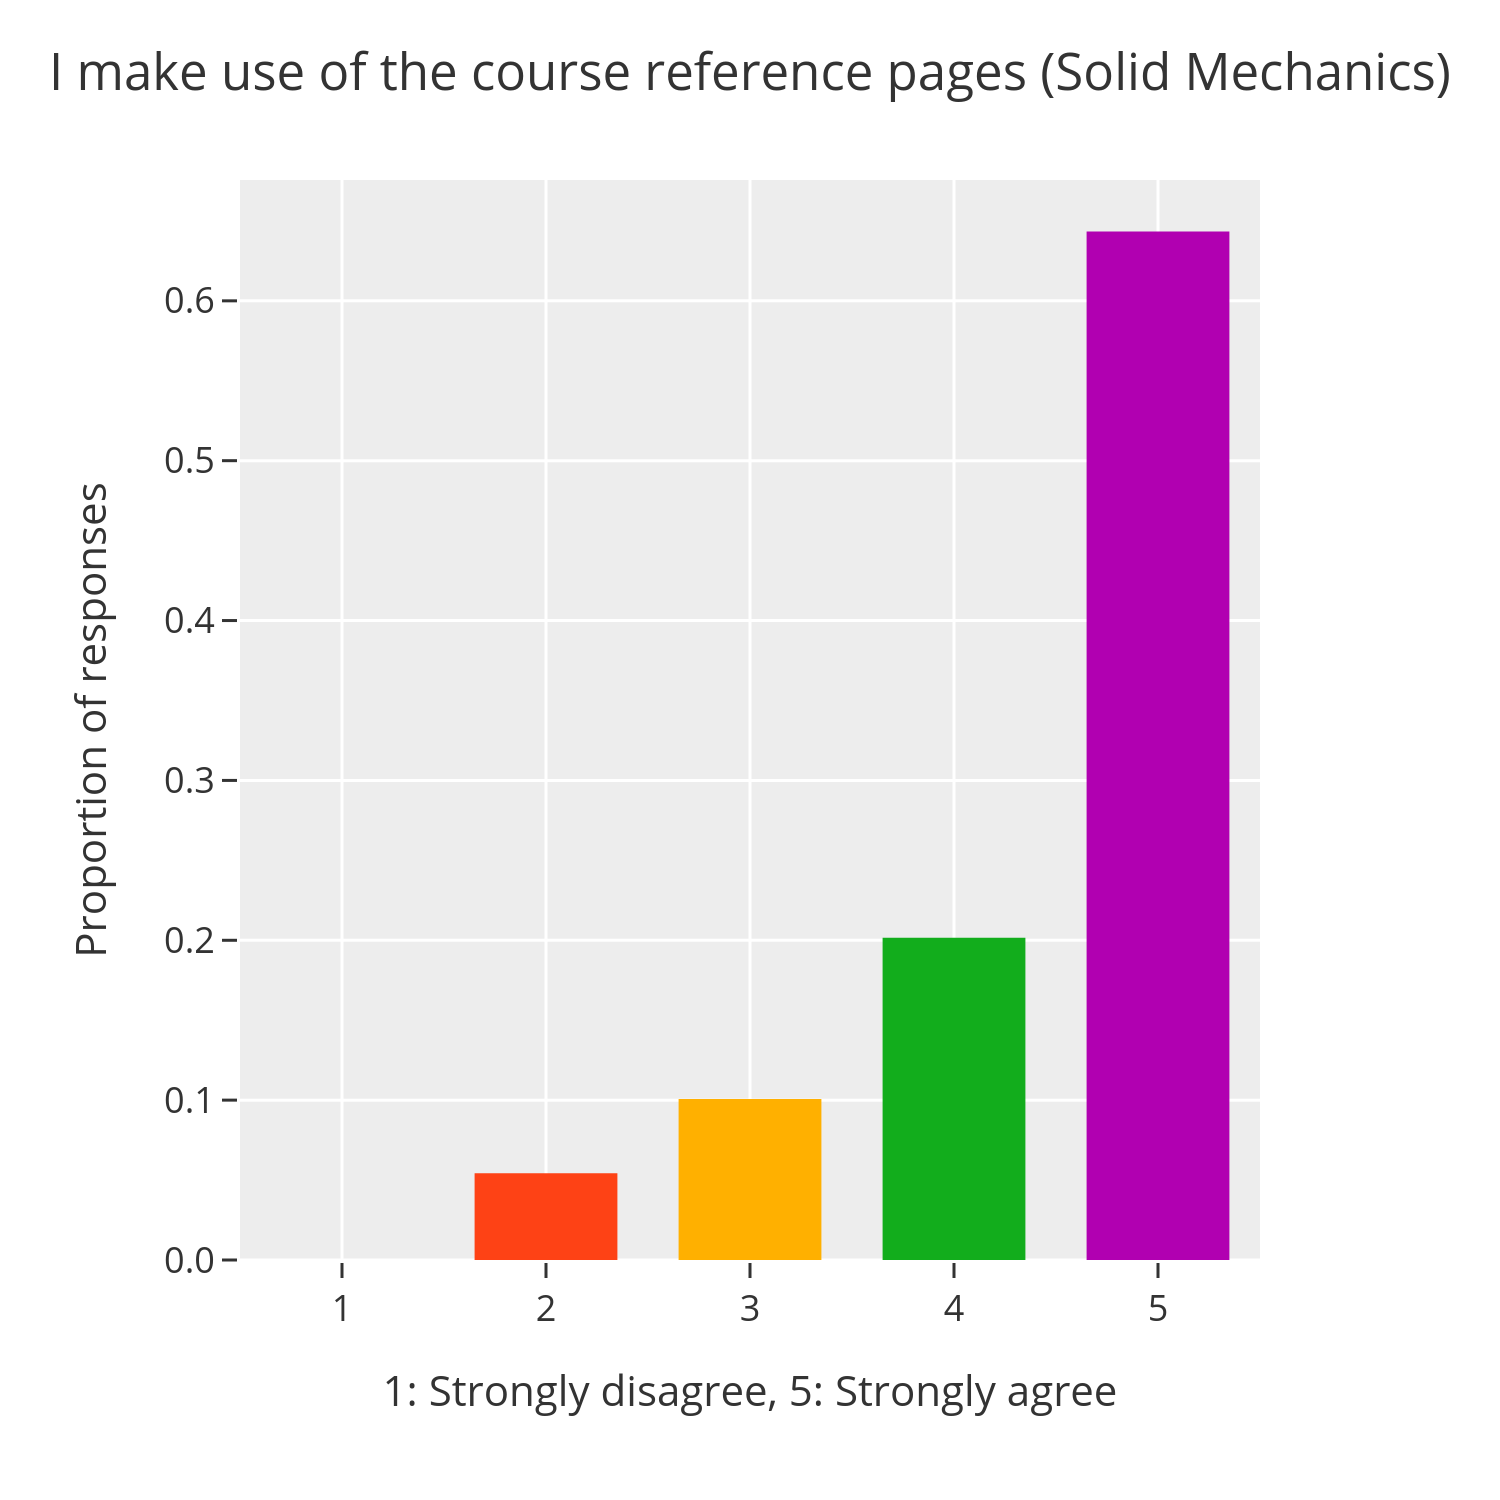 I make use of the course reference pages (Solid Mechanics)
Proportion of responses
0.6
0.5
0.4
0.3
0.2
0.1
0.0
1 2 3 4 5
1: Strongly disagree, 5: Strongly agree